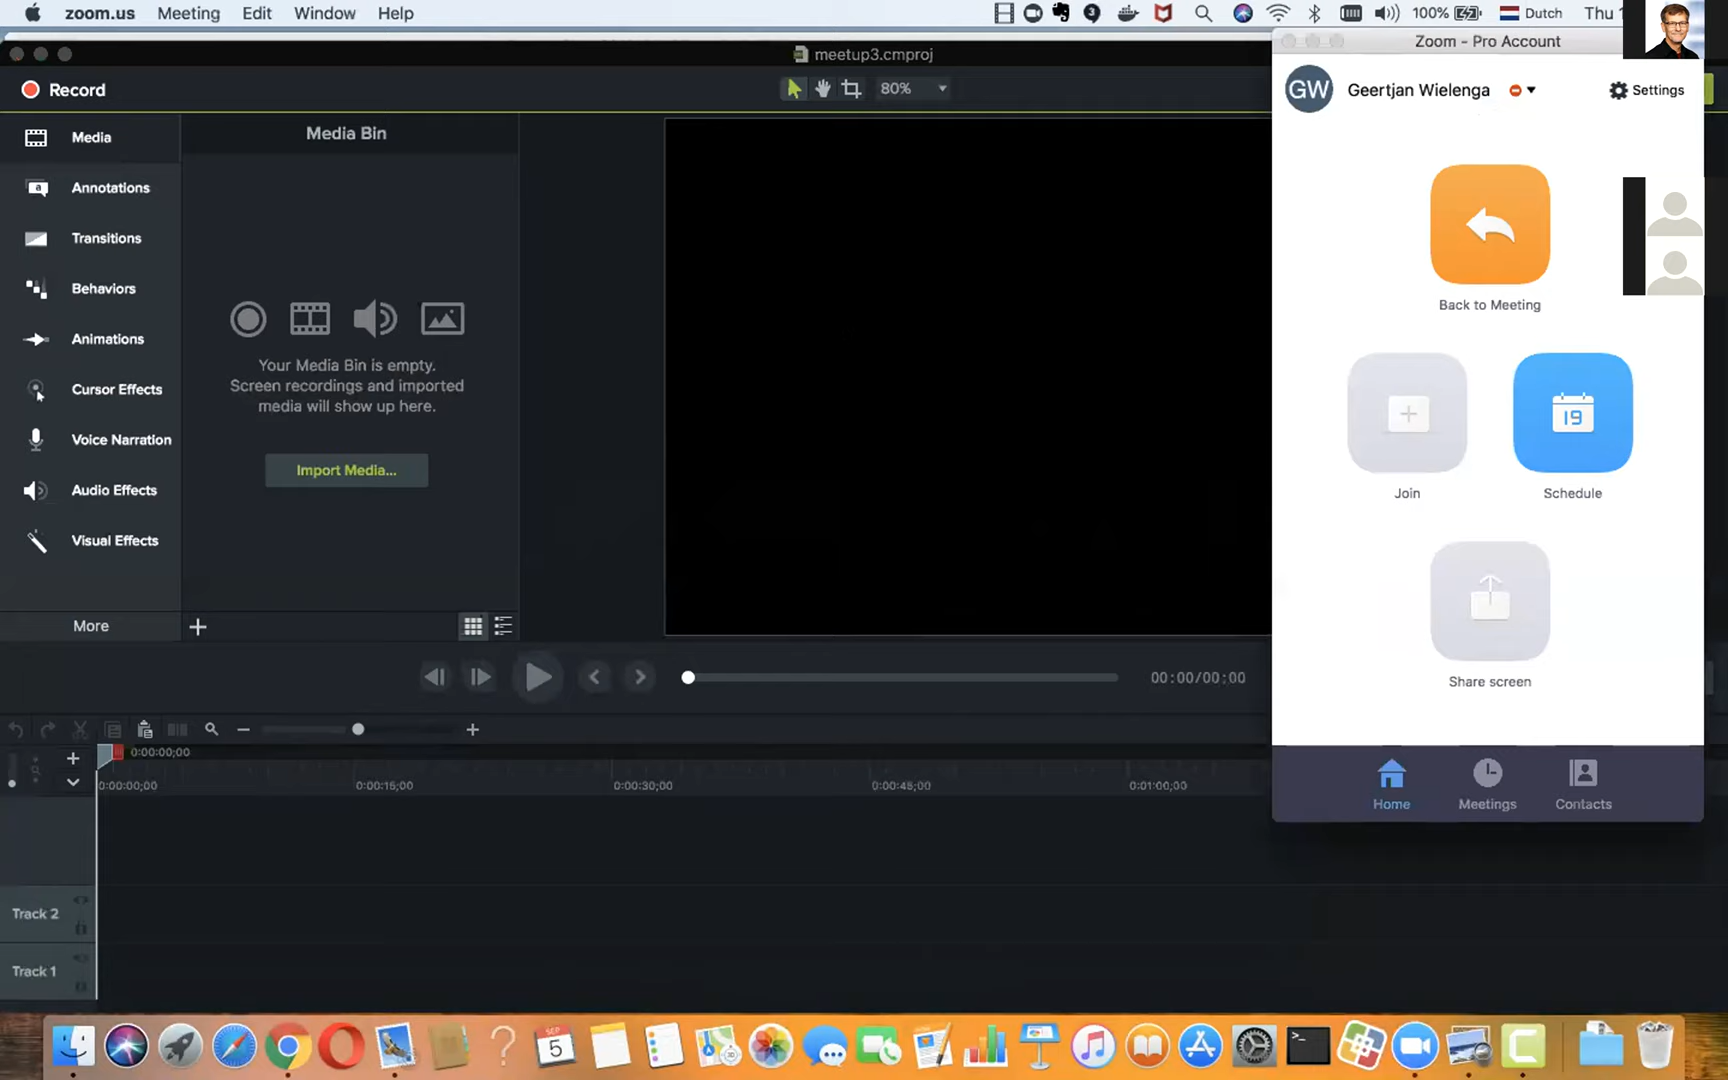 zoom.us Meeting Edit Window Help
3 100% Dutch Thu
meetup3.cmproj
Record
80%
Media
Annotations
Transitions
Behaviors
Animations
Cursor Effects
Voice Narration
Audio Effects
Visual Effects
More
Media Bin
Your Media Bin is empty.
Screen recordings and imported
media will show up here.
Import Media...
00:00/00:00
0:00:00;00
0:00:00;00 0:00:15;00 0:00:30;00 0:00:45;00 0:01:00;00
Track 2
Track 1
Zoom - Pro Account
GW Geertjan Wielenga Settings
Back to Meeting
19
Join Schedule
Share screen
Home Meetings Contacts
SEP
5